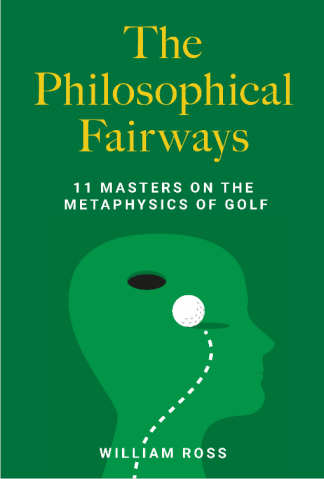 The
Philosophical
Fairways
11 MASTERS ON THE
METAPHYSICS OF GOLF
WILLIAM ROSS